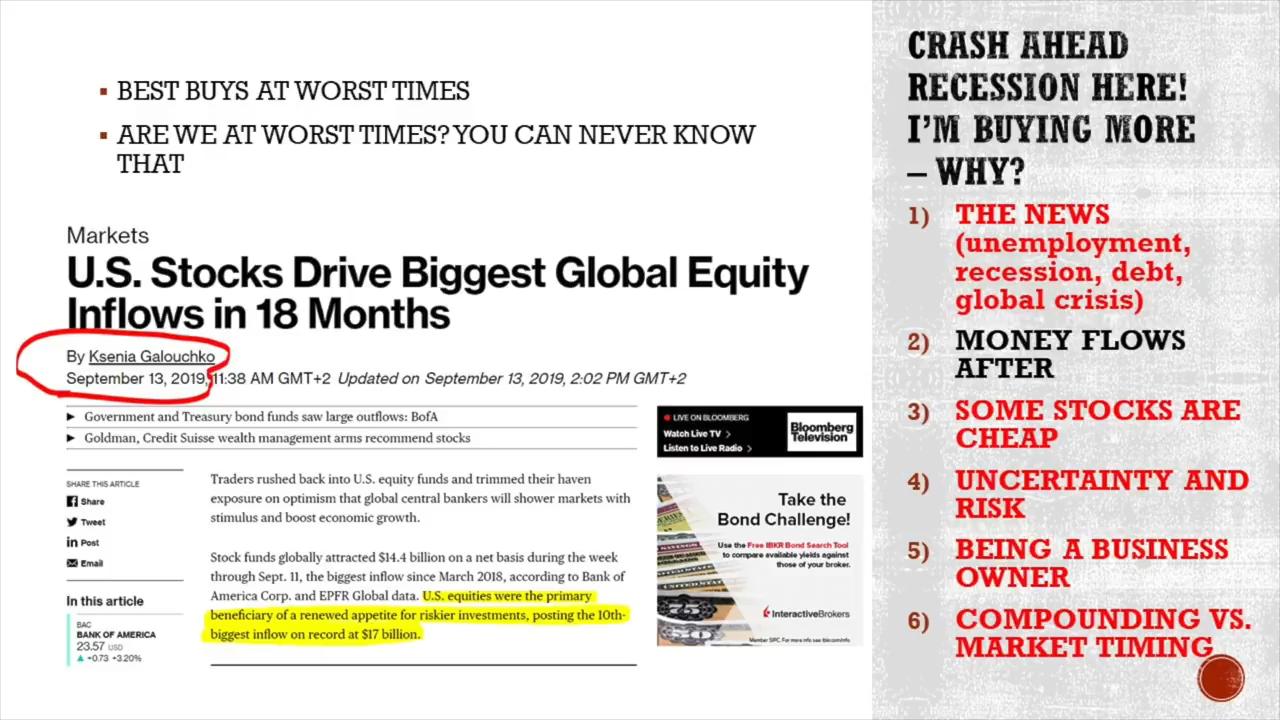 BEST BUYS AT WORST TIMES
ARE WE AT WORST TIMES? YOU CAN NEVER KNOW
THAT
Markets
U.S. Stocks Drive Biggest Global Equity
Inflows in 18 Months
By Ksenia Galouchko
September 13, 2019, 11:38 AM GMT+2 Updated on September 13, 2019, 2:02 PM GMT+2
Government and Treasury bond funds saw large outflows: BofA
Goldman, Credit Suisse wealth management arms recommend stocks
SHARE THIS ARTICLE
Share
Tweet
Post
Email
In this article
BAC
BANK OF AMERICA
23.57 USD
▲ +0.73 +3.20%
Traders rushed back into U.S. equity funds and trimmed their haven
exposure on optimism that global central bankers will shower markets with
stimulus and boost economic growth.
Stock funds globally attracted $14.4 billion on a net basis during the week
through Sept. 11, the biggest inflow since March 2018, according to Bank of
America Corp. and EPFR Global data. U.S. equities were the primary
beneficiary of a renewed appetite for riskier investments, posting the 10th-
biggest inflow on record at $17 billion.
LIVE ON BLOOMBERG
Watch Live TV >
Listen to Live Radio >
Bloomberg
Television
Take the
Bond Challenge!
Use the Free IBKR Bond Search Tool
to compare available yields against
those of your broker.
InteractiveBrokers
Member SIPC. For more info see ibkr.com/info
CRASH AHEAD
RECESSION HERE!
I'M BUYING MORE
– WHY?
1) THE NEWS
(unemployment,
recession, debt,
global crisis)
2) MONEY FLOWS
AFTER
3) SOME STOCKS ARE
CHEAP
4) UNCERTAINTY AND
RISK
5) BEING A BUSINESS
OWNER
6) COMPOUNDING VS.
MARKET TIMING